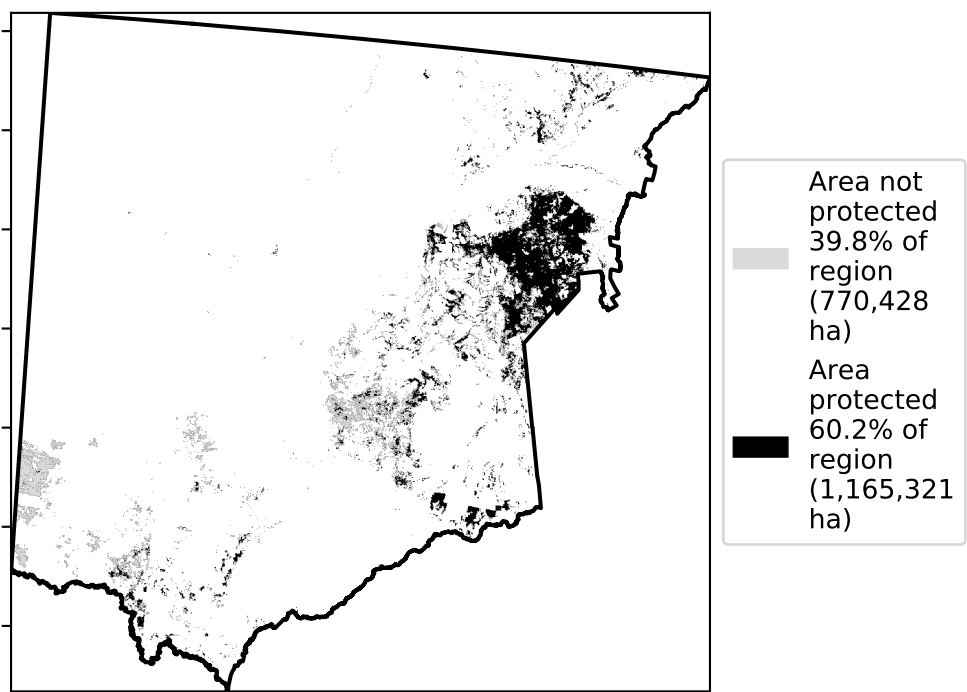 Area not
protected
39.8% of
region
(770,428
ha)
Area
protected
60.2% of
region
(1,165,321
ha)